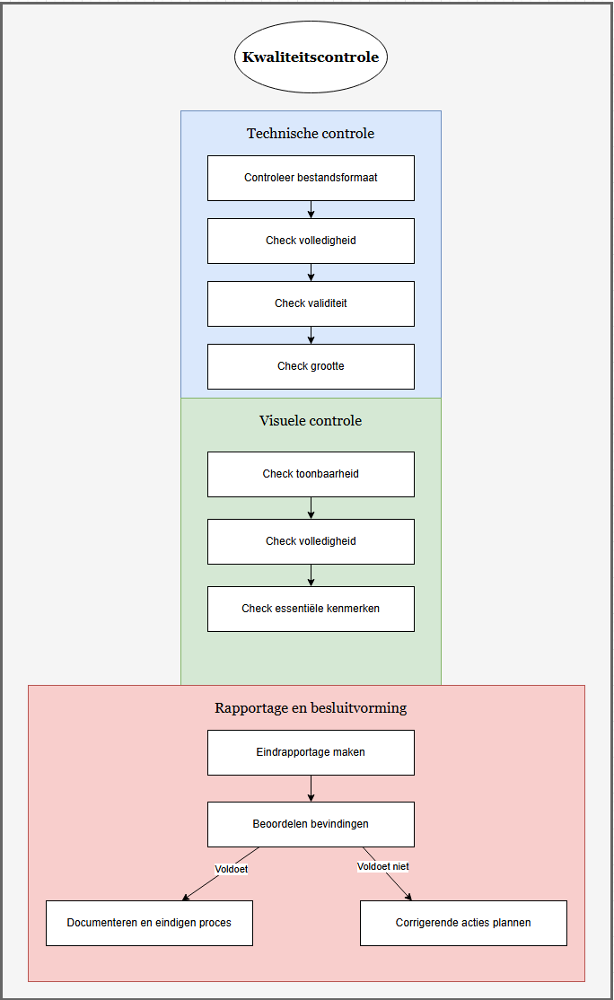 Kwaliteitscontrole
Technische controle
Controleer bestandsformaat
Check volledigheid
Check validiteit
Check grootte
Visuele controle
Check toonbaarheid
Check volledigheid
Check essentiële kenmerken
Rapportage en besluitvorming
Eindrapportage maken
Beoordelen bevindingen
Voldoet
Voldoet niet
Documenteren en eindigen proces
Corrigerende acties plannen